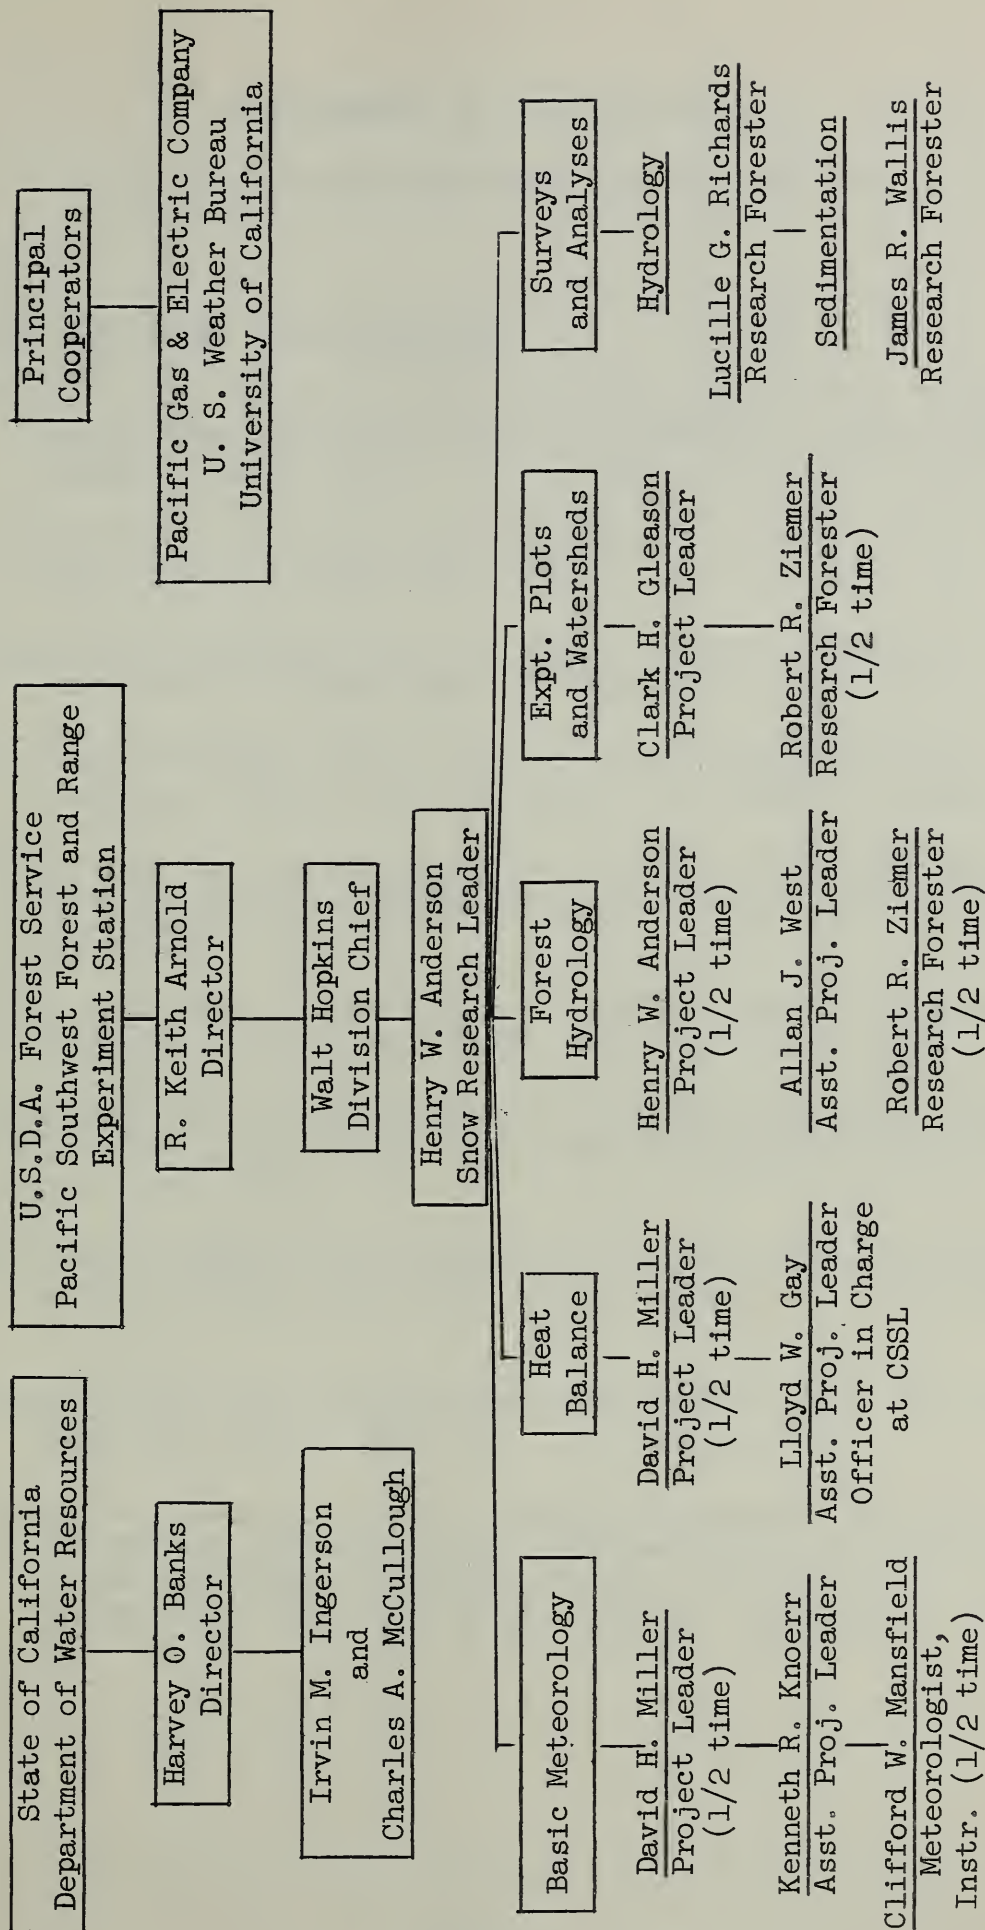 State of California
Department of Water Resources
Harvey O. Banks
Director
Irvin M. Ingerson
and
Charles A. McCullough
U.S.D.A. Forest Service
Pacific Southwest Forest and Range
Experiment Station
R. Keith Arnold
Director
Walt Hopkins
Division Chief
Henry W. Anderson
Snow Research Leader
Principal
Cooperators
Pacific Gas & Electric Company
U. S. Weather Bureau
University of California
Basic Meteorology
David H. Miller
Project Leader
(1/2 time)
Kenneth R. Knoerr
Asst. Proj. Leader
Clifford W. Mansfield
Meteorologist,
Instr. (1/2 time)
Heat
Balance
David H. Miller
Project Leader
(1/2 time)
Lloyd W. Gay
Asst. Proj. Leader
Officer in Charge
at CSSL
Forest
Hydrology
Henry W. Anderson
Project Leader
(1/2 time)
Allan J. West
Asst. Proj. Leader
Robert R. Ziemer
Research Forester
(1/2 time)
Expt. Plots
and Watersheds
Clark H. Gleason
Project Leader
Robert R. Ziemer
Research Forester
(1/2 time)
Surveys
and Analyses
Hydrology
Lucille G. Richards
Research Forester
Sedimentation
James R. Wallis
Research Forester